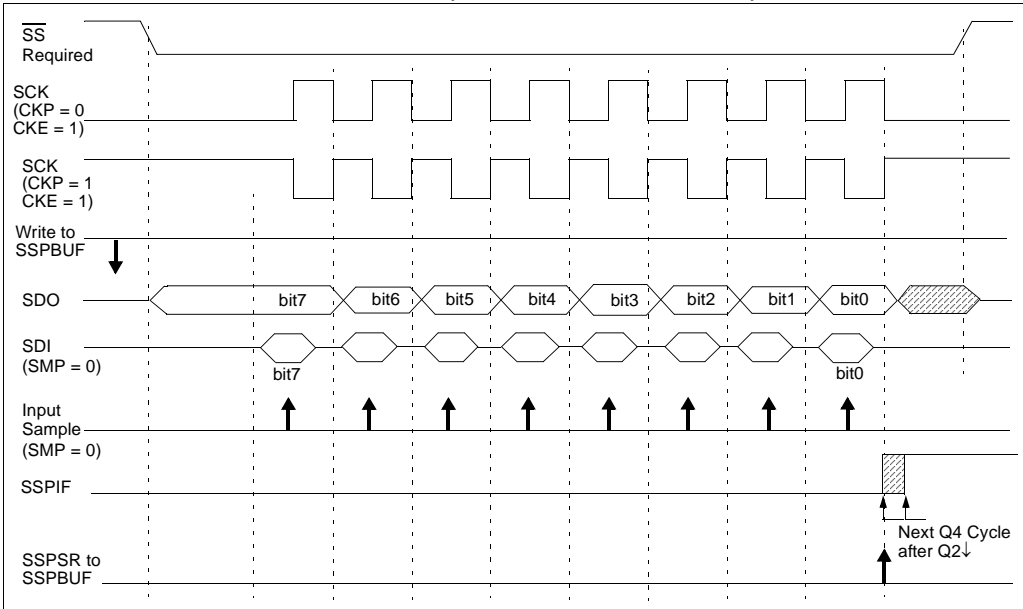 SS
Required
SCK
(CKP = 0
CKE = 1)
SCK
(CKP = 1
CKE = 1)
Write to
SSPBUF
SDO bit7 bit6 bit5 bit4 bit3 bit2 bit1 bit0
SDI
(SMP = 0)
bit7 bit0
Input
Sample
(SMP = 0)
SSPIF
Next Q4 Cycle
after Q2↓
SSPSR to
SSPBUF